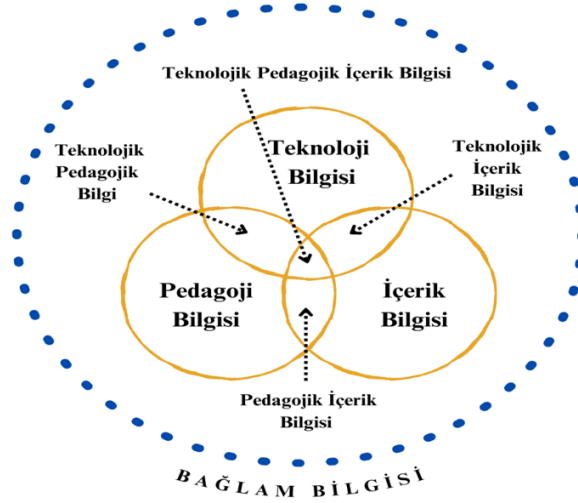 Teknolojik Pedagojik İçerik Bilgisi
Teknolojik
Pedagojik
Bilgi
Teknoloji
Bilgisi
Teknolojik
İçerik
Bilgisi
Pedagoji
Bilgisi
İçerik
Bilgisi
Pedagojik İçerik
Bilgisi
BAĞLAM BİLGİSİ